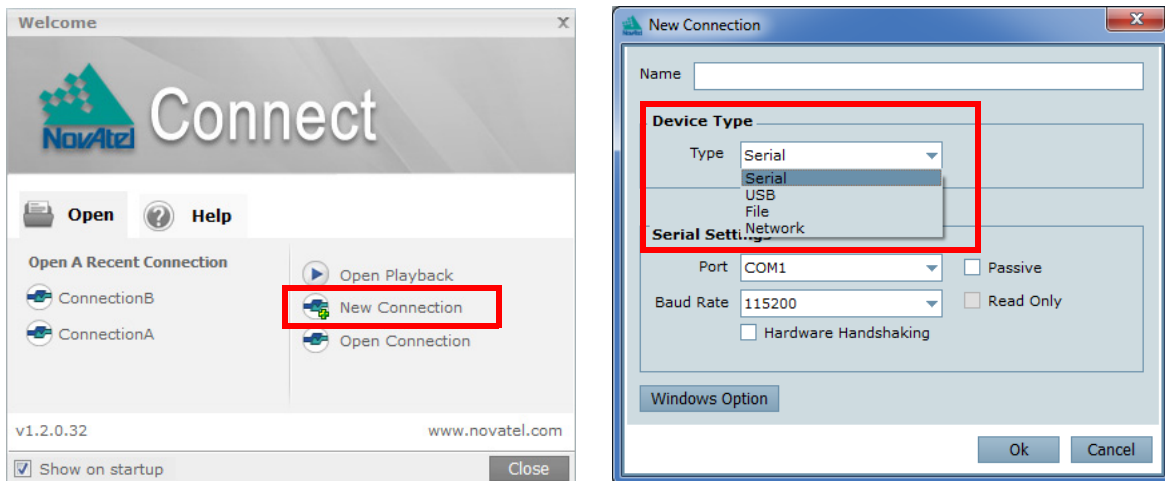 Welcome
NovAtel
Connect
Open
Help
Open A Recent Connection
ConnectionB
ConnectionA
Open Playback
New Connection
Open Connection
v1.2.0.32
www.novatel.com
Show on startup
Close
New Connection
Name
Device Type
Type
Serial
Serial
USB
File
Network
Serial Settings
Port
COM1
Passive
Baud Rate
115200
Read Only
Hardware Handshaking
Windows Option
Ok
Cancel